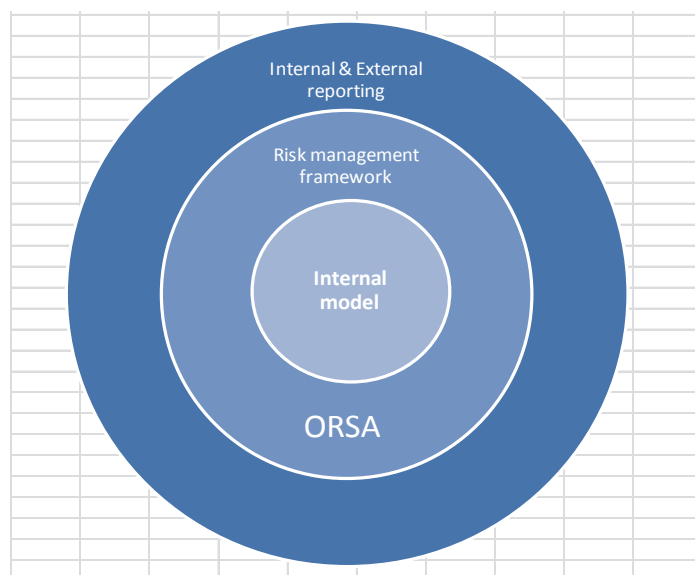 Internal & External
reporting
Risk management
framework
Internal
model
ORSA